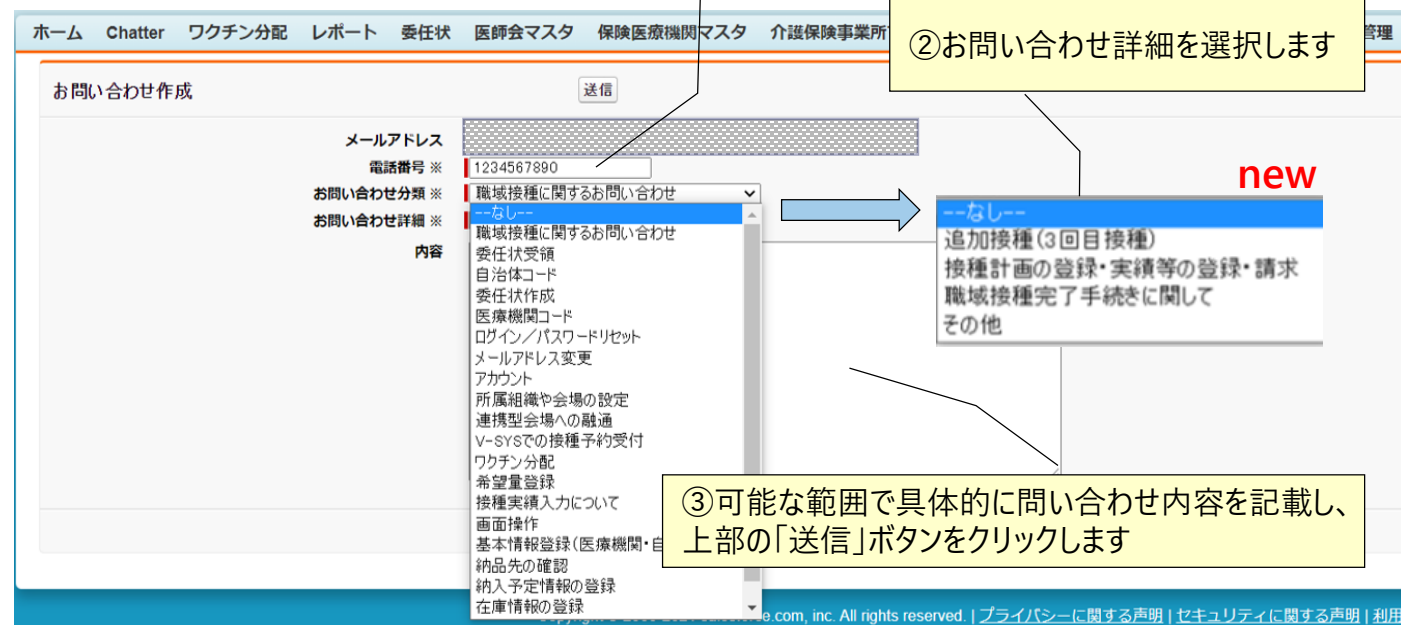 ホーム Chatter ワクチン分配 レポート 委任状 医師会マスタ 保険医療機関マスタ 介護保険事業所 管理
②お問い合わせ詳細を選択します
お問い合わせ作成 送信
メールアドレス
電話番号 ※ 1234567890
お問い合わせ分類 ※ 職域接種に関するお問い合わせ
お問い合わせ詳細 ※
内容
--なし--
職域接種に関するお問い合わせ
委任状受領
自治体コード
委任状作成
医療機関コード
ログイン／パスワードリセット
メールアドレス変更
アカウント
所属組織や会場の設定
連携型会場への融通
V-SYSでの接種予約受付
ワクチン分配
希望量登録
接種実績入力について
画面操作
基本情報登録(医療機関・自
納品先の確認
納入予定情報の登録
在庫情報の登録
new
--なし--
追加接種(3回目接種)
接種計画の登録・実績等の登録・請求
職域接種完了手続きに関して
その他
③可能な範囲で具体的に問い合わせ内容を記載し、
上部の「送信」ボタンをクリックします
e.com, inc. All rights reserved. | プライバシーに関する声明 | セキュリティに関する声明 | 利用